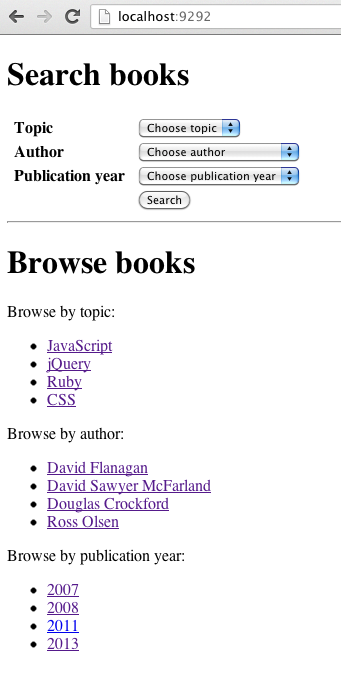 localhost:9292
Search books
Topic Choose topic
Author Choose author
Publication year Choose publication year
Search
Browse books
Browse by topic:
JavaScript
jQuery
Ruby
CSS
Browse by author:
David Flanagan
David Sawyer McFarland
Douglas Crockford
Ross Olsen
Browse by publication year:
2007
2008
2011
2013